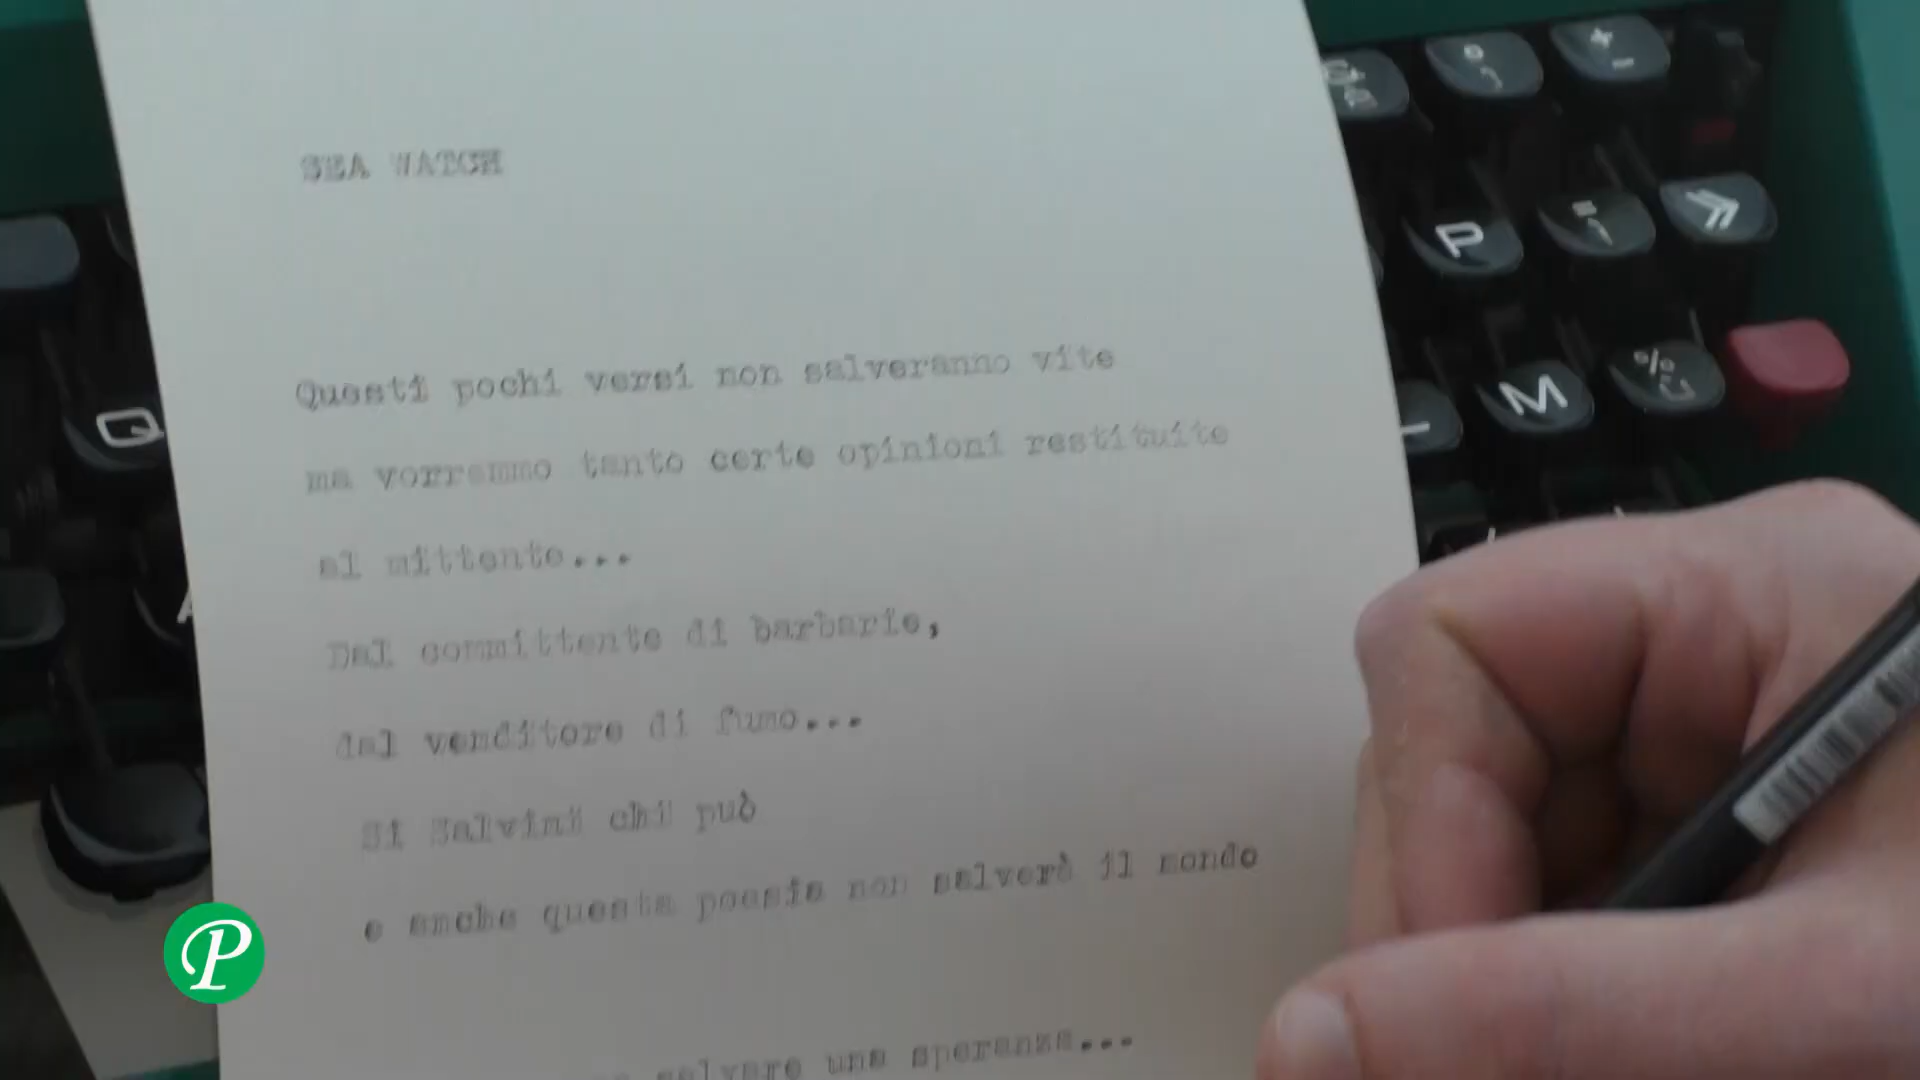 SEA WATCH
Questi pochi versi non salveranno vite
ma vorremmo tanto certe opinioni restituite
al mittente...
Dal committente di barbarie,
dal venditore di fumo...
Si Salvini chi può
e anche questa poesia non salverà il mondo
salvare una speranza...
Q
A
P
M
%
+
-
P